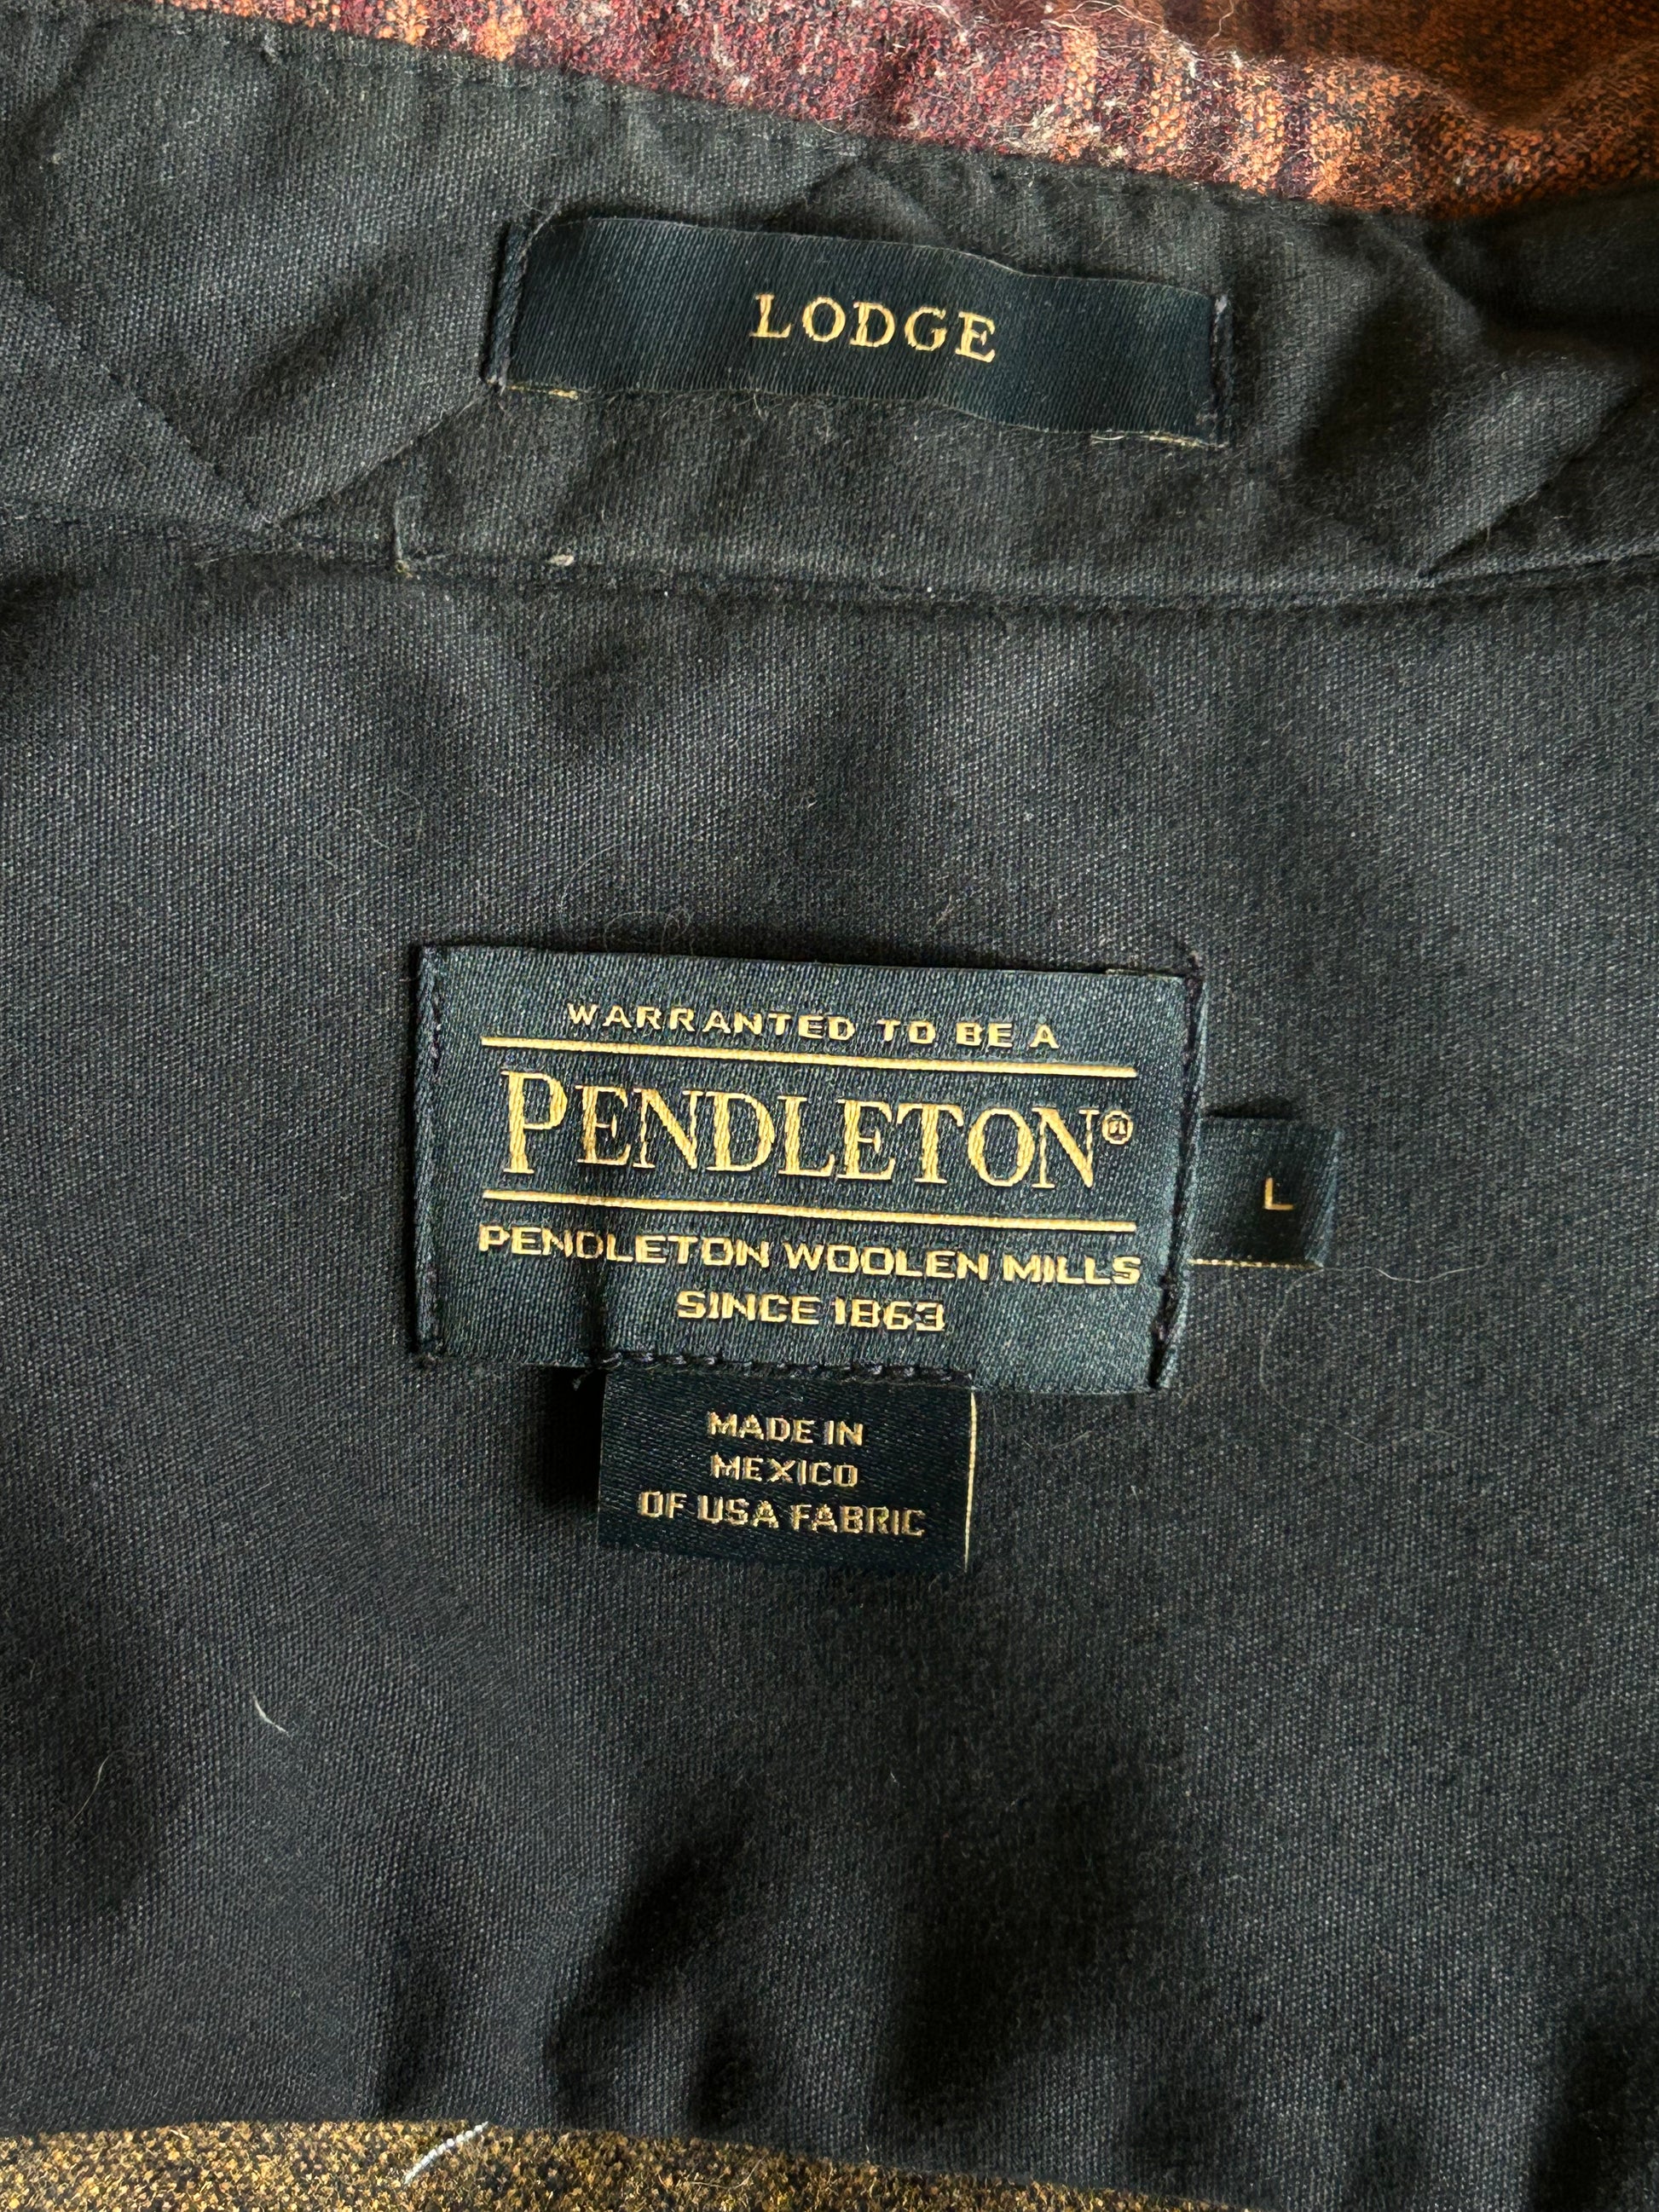 LODGE
WARRANTED TO BE A
PENDLETON®
PENDLETON WOOLEN MILLS
SINCE 1863
L
MADE IN
MEXICO
OF USA FABRIC